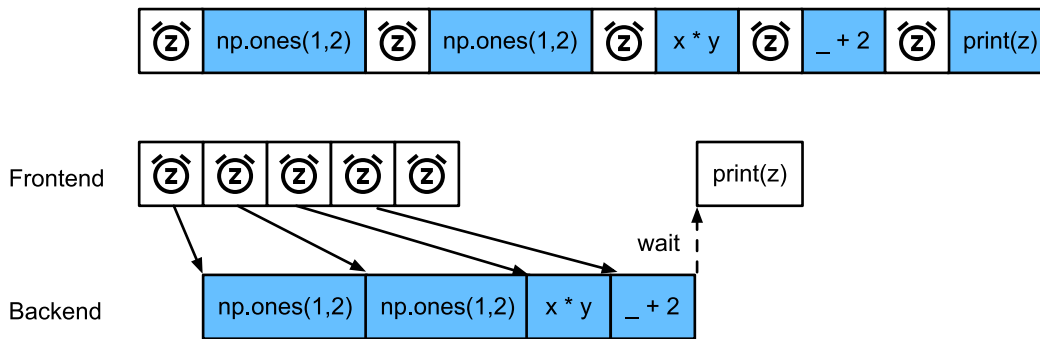 z np.ones(1,2) z np.ones(1,2) z x * y z _ + 2 z print(z)
Frontend z z z z z print(z)
wait
Backend np.ones(1,2) np.ones(1,2) x * y _ + 2